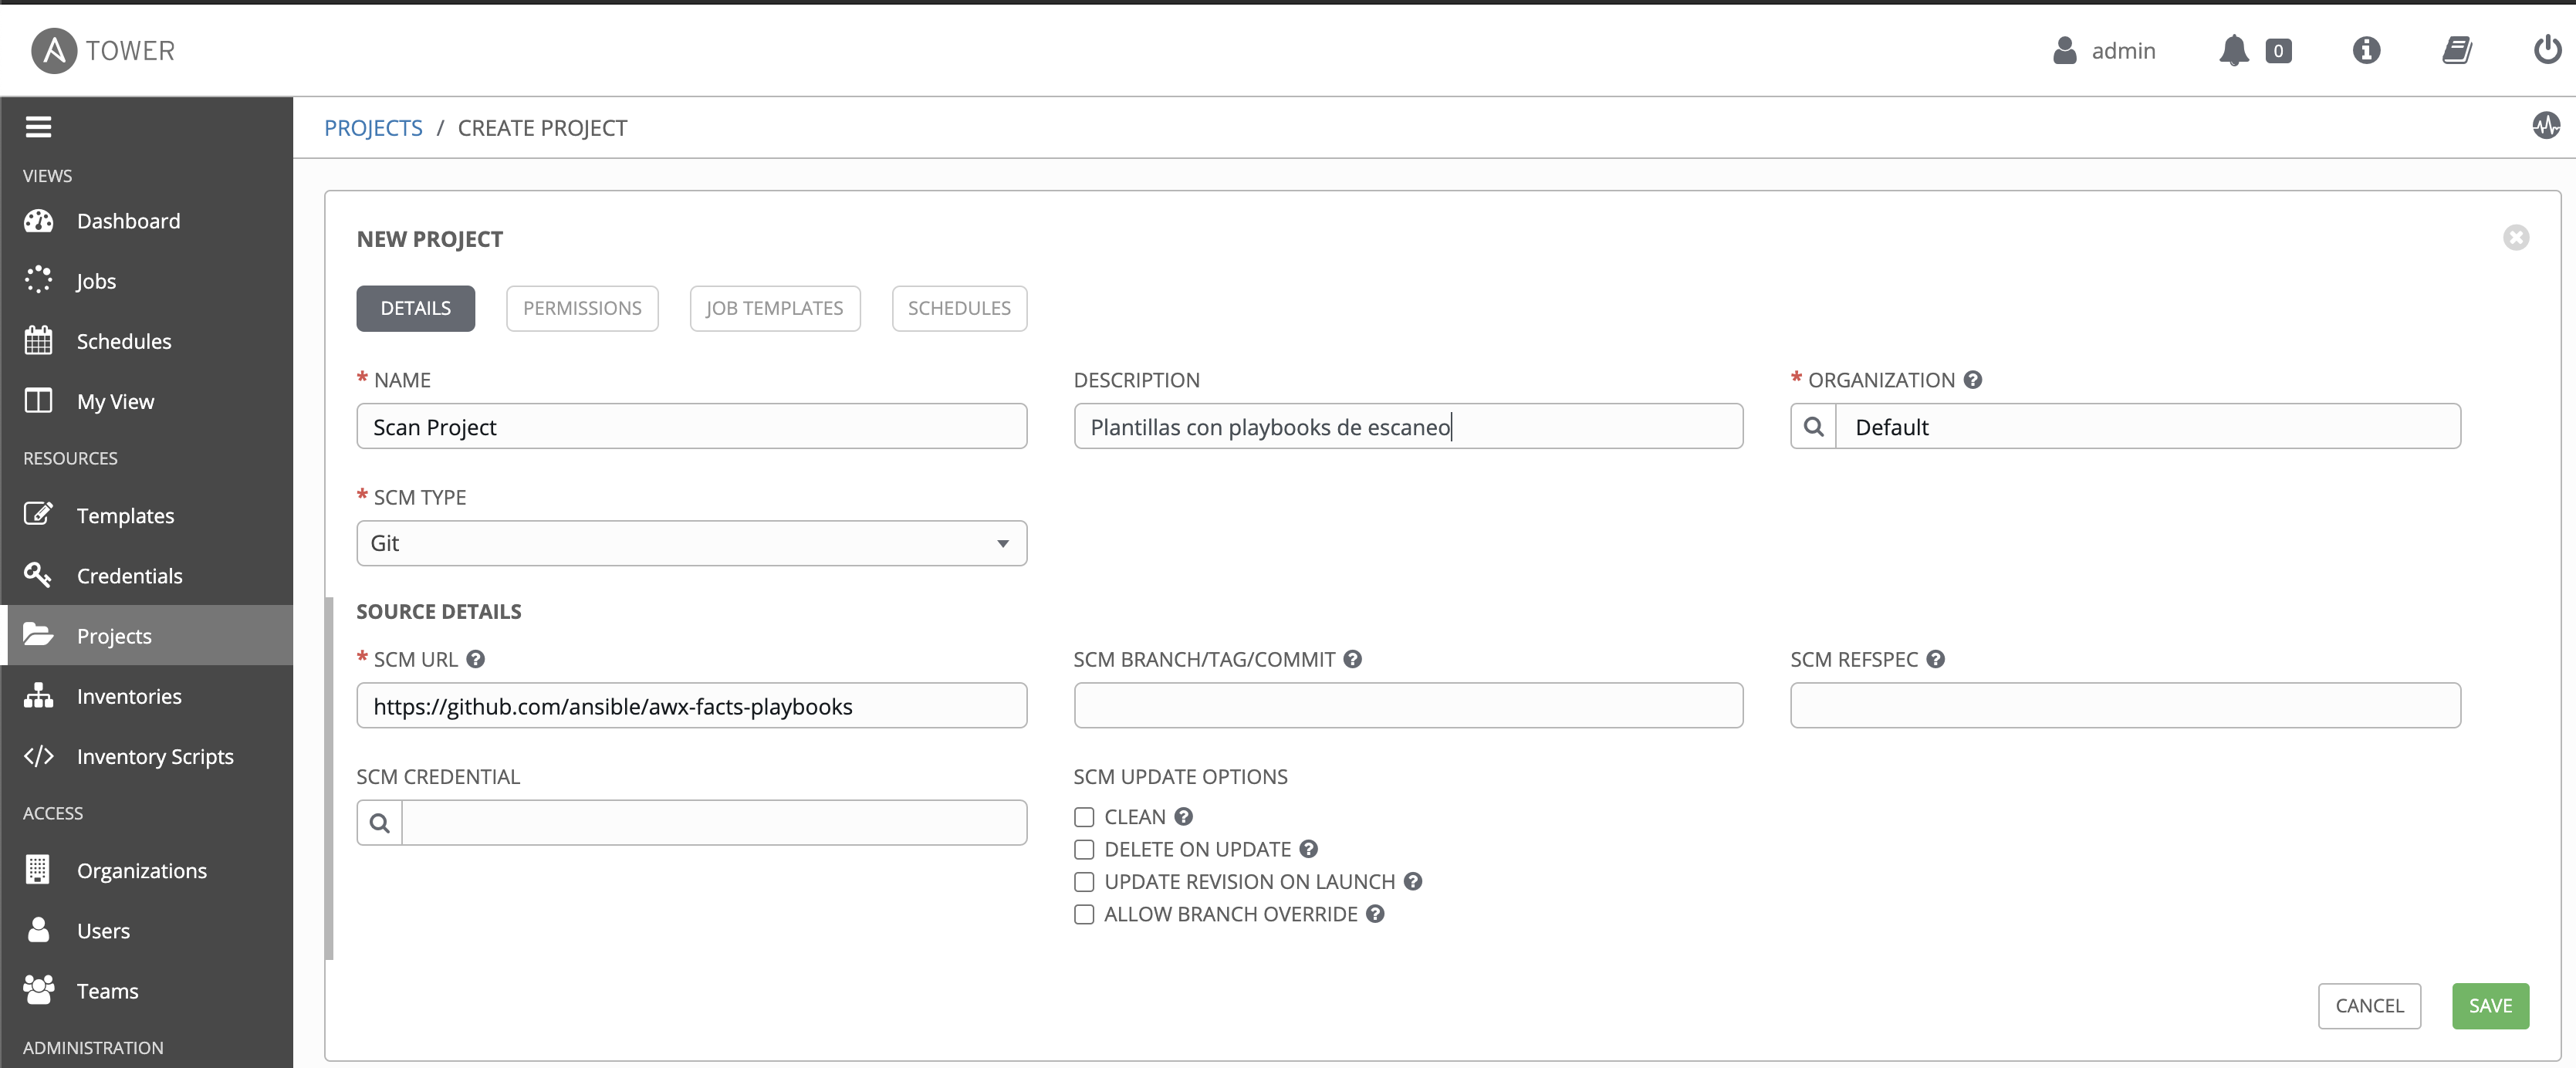 TOWER
admin
0
PROJECTS / CREATE PROJECT
VIEWS
Dashboard
Jobs
Schedules
My View
RESOURCES
Templates
Credentials
Projects
Inventories
Inventory Scripts
ACCESS
Organizations
Users
Teams
ADMINISTRATION
NEW PROJECT
DETAILS PERMISSIONS JOB TEMPLATES SCHEDULES
* NAME
Scan Project
DESCRIPTION
Plantillas con playbooks de escaneo
* ORGANIZATION ?
Default
* SCM TYPE
Git
SOURCE DETAILS
* SCM URL ?
https://github.com/ansible/awx-facts-playbooks
SCM BRANCH/TAG/COMMIT ?
SCM REFSPEC ?
SCM CREDENTIAL
SCM UPDATE OPTIONS
CLEAN ?
DELETE ON UPDATE ?
UPDATE REVISION ON LAUNCH ?
ALLOW BRANCH OVERRIDE ?
CANCEL SAVE